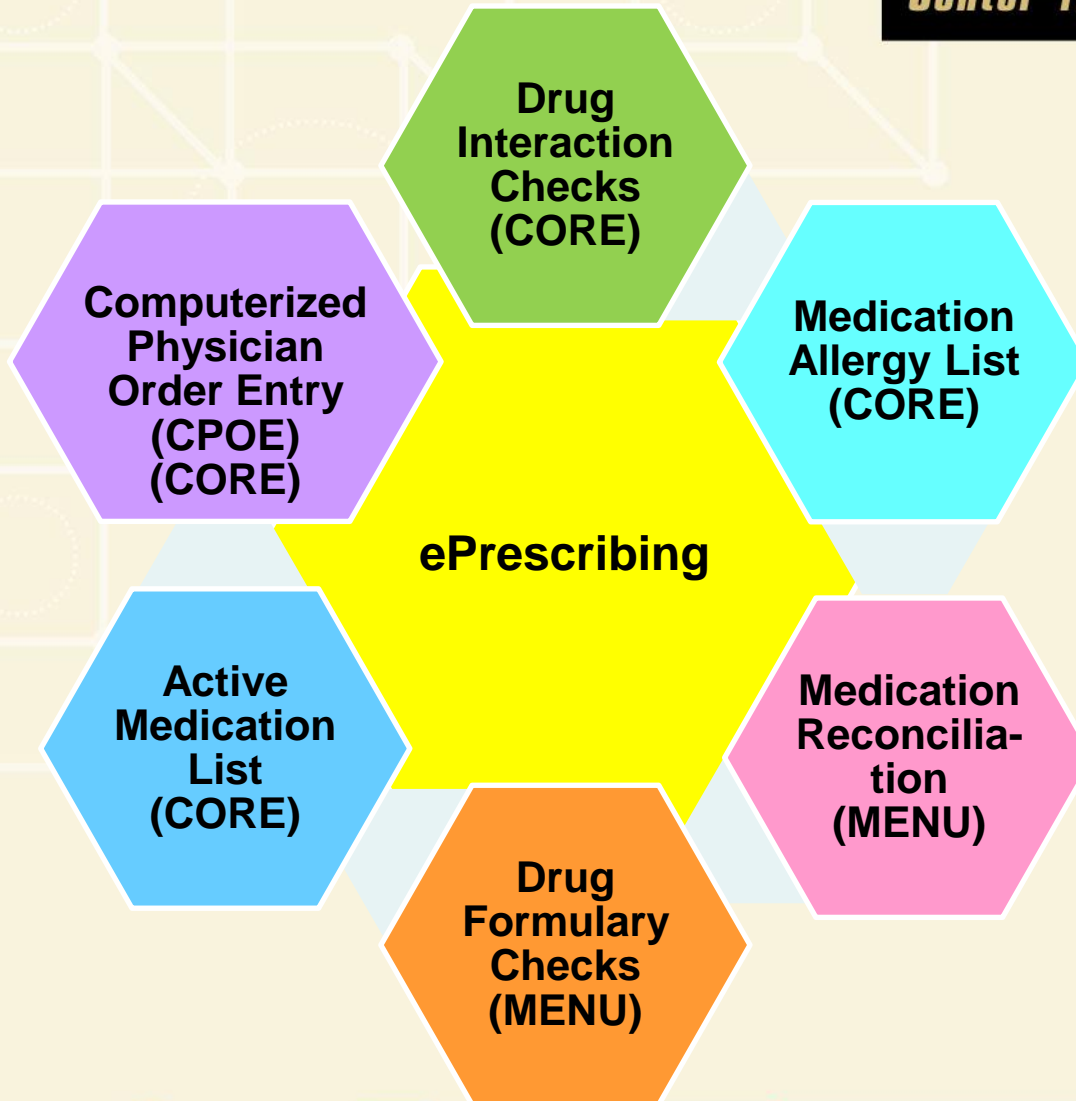 Drug
Interaction
Checks
(CORE)
Computerized
Physician
Order Entry
(CPOE)
(CORE)
Medication
Allergy List
(CORE)
ePrescribing
Active
Medication
List
(CORE)
Medication
Reconcilia-
tion
(MENU)
Drug
Formulary
Checks
(MENU)